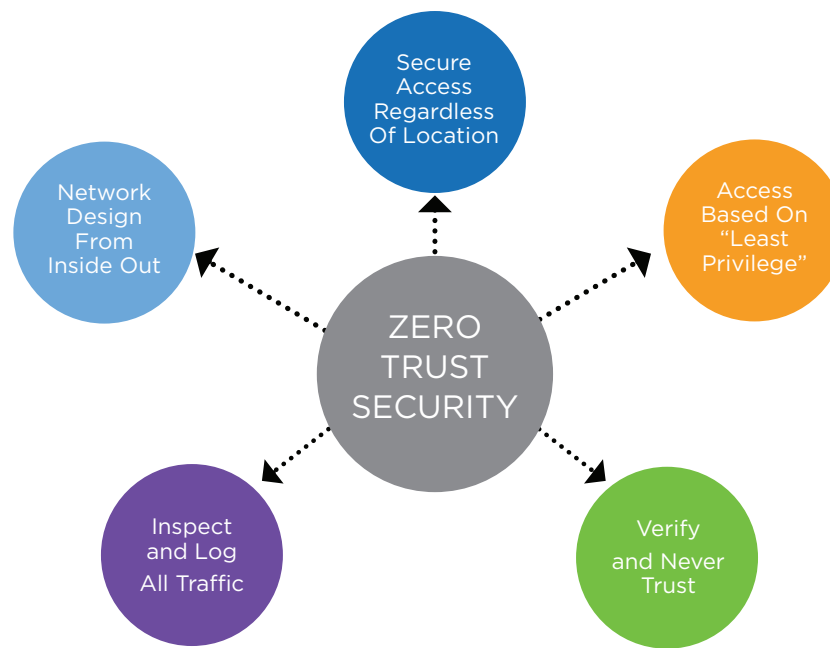 Secure
Access
Regardless
Of Location
Network
Design
From
Inside Out
Access
Based On
“Least
Privilege”
ZERO
TRUST
SECURITY
Inspect
and Log
All Traffic
Verify
and Never
Trust